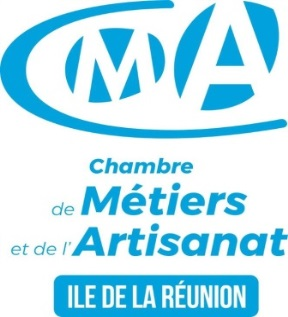 CMA
Chambre
de Métiers
et de l'Artisanat
ILE DE LA RÉUNION